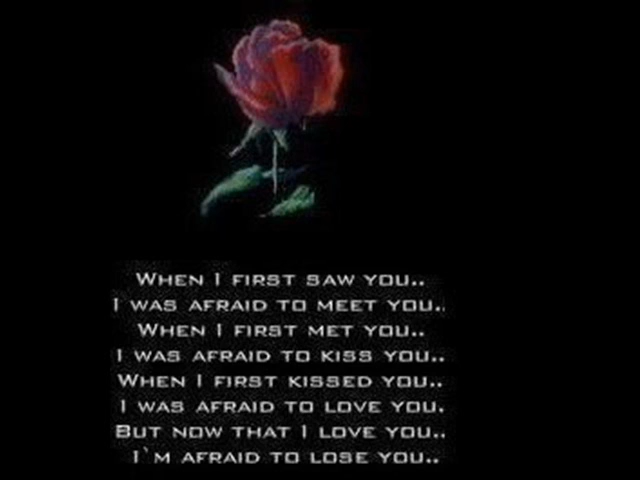 When I first saw you..
I was afraid to meet you..
When I first met you..
I was afraid to kiss you..
When I first kissed you..
I was afraid to love you.
But now that I love you..
I`m afraid to lose you..